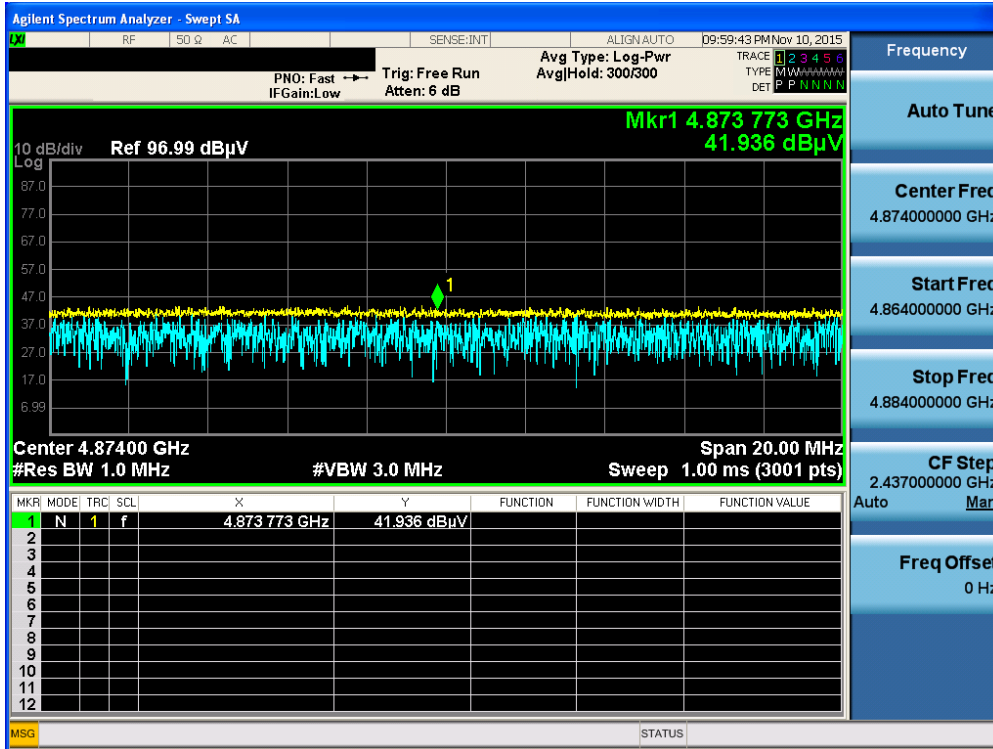 Agilent Spectrum Analyzer - Swept SA
LXI RF 50 Ω AC SENSE:INT ALIGN AUTO 09:59:43 PM Nov 10, 2015
PNO: Fast Trig: Free Run Avg Type: Log-Pwr TRACE 1 2 3 4 5 6
IFGain:Low Atten: 6 dB Avg|Hold: 300/300 TYPE M W
DET P P N N N N
Mkr1 4.873 773 GHz
41.936 dBµV
10 dB/div Ref 96.99 dBµV
Log
87.0
77.0
67.0
57.0
1
47.0
37.0
27.0
17.0
6.99
Center 4.87400 GHz Span 20.00 MHz
#Res BW 1.0 MHz #VBW 3.0 MHz Sweep 1.00 ms (3001 pts)
MKR MODE TRC SCL X Y FUNCTION FUNCTION WIDTH FUNCTION VALUE
1 N 1 f 4.873 773 GHz 41.936 dBµV
2
3
4
5
6
7
8
9
10
11
12
MSG STATUS
Frequency
Auto Tune
Center Freq
4.874000000 GHz
Start Freq
4.864000000 GHz
Stop Freq
4.884000000 GHz
CF Step
2.437000000 GHz
Auto Man
Freq Offset
0 Hz